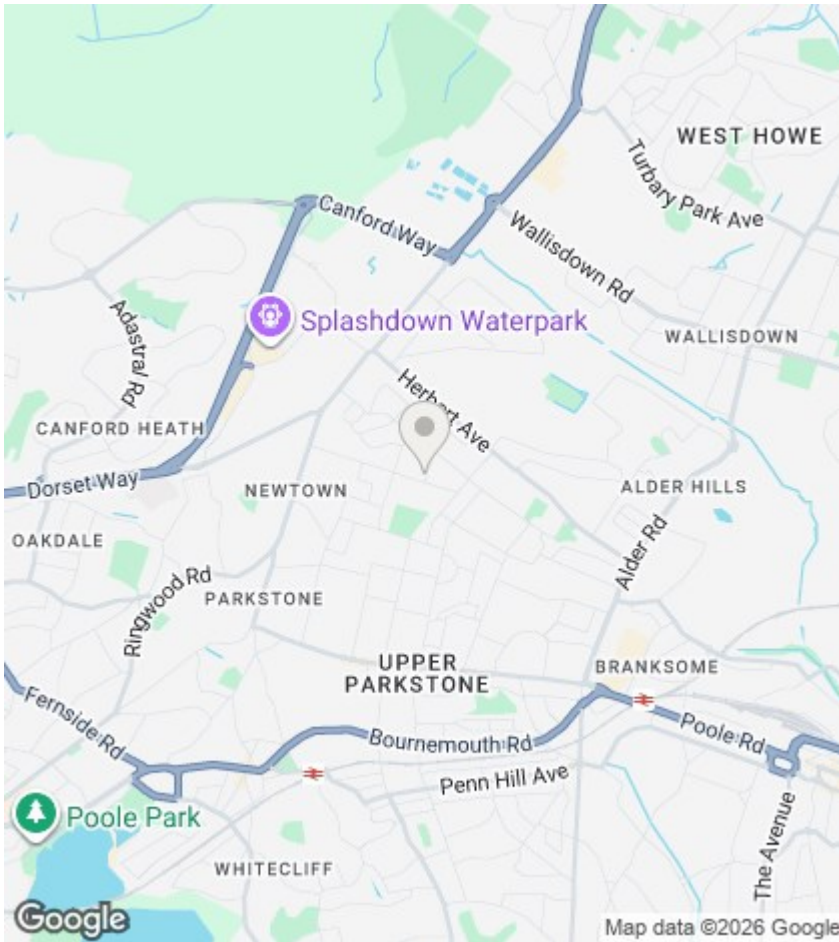 WEST HOWE
Turbary Park Ave
Canford Way
Wallisdown Rd
Adastral Rd
Splashdown Waterpark
WALLISDOWN
Herbert Ave
CANFORD HEATH
Dorset Way
NEWTOWN
ALDER HILLS
OAKDALE
Alder Rd
Ringwood Rd
PARKSTONE
UPPER
PARKSTONE
BRANKSOME
Fernside Rd
Bournemouth Rd
Poole Rd
Penn Hill Ave
Poole Park
The Avenue
WHITECLIFF
Google
Map data ©2026 Google